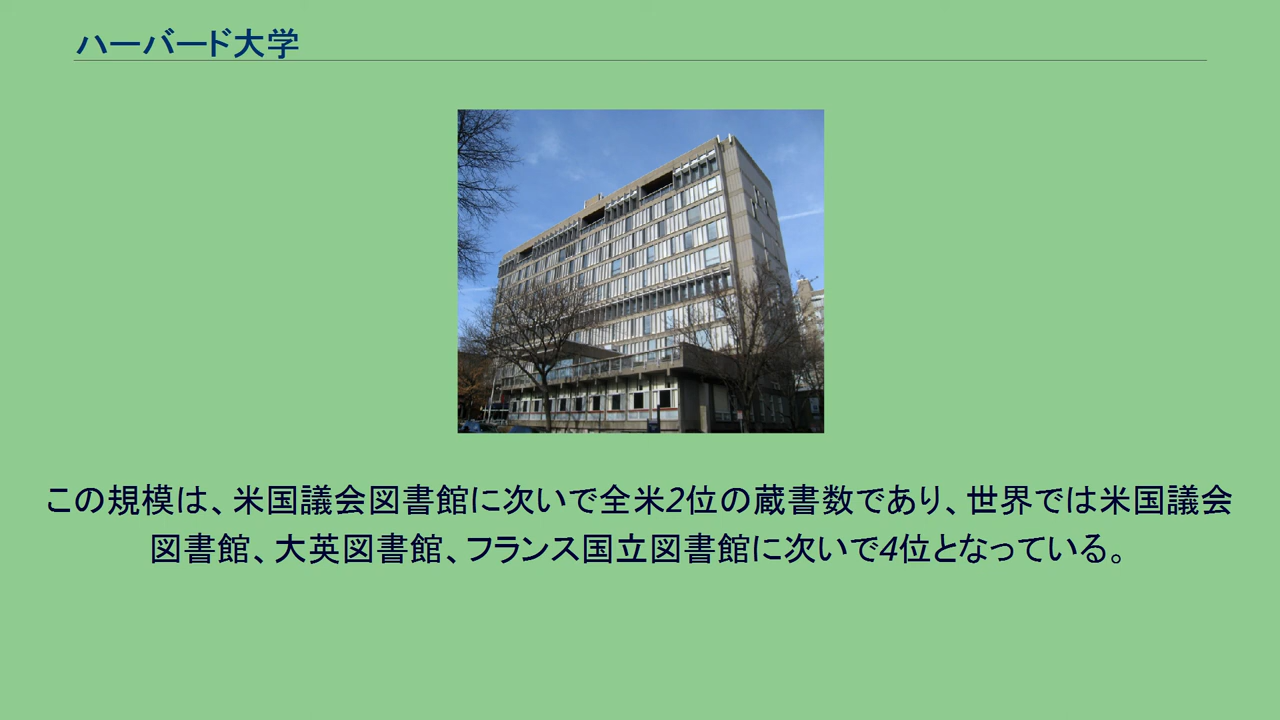 ハーバード大学
この規模は、米国議会図書館に次いで全米2位の蔵書数であり、世界では米国議会
図書館、大英図書館、フランス国立図書館に次いで4位となっている。